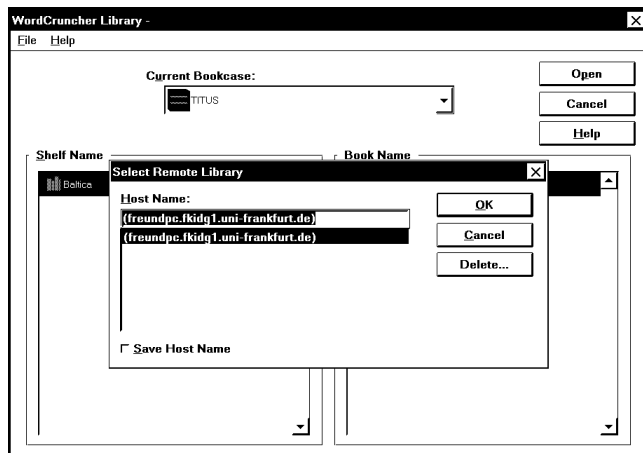 WordCruncher Library -
File Help
Current Bookcase:
TITUS
Open
Cancel
Help
Shelf Name
Book Name
Baltica
Select Remote Library
Host Name:
(freundpc.fkidg1.uni-frankfurt.de)
(freundpc.fkidg1.uni-frankfurt.de)
OK
Cancel
Delete...
Save Host Name